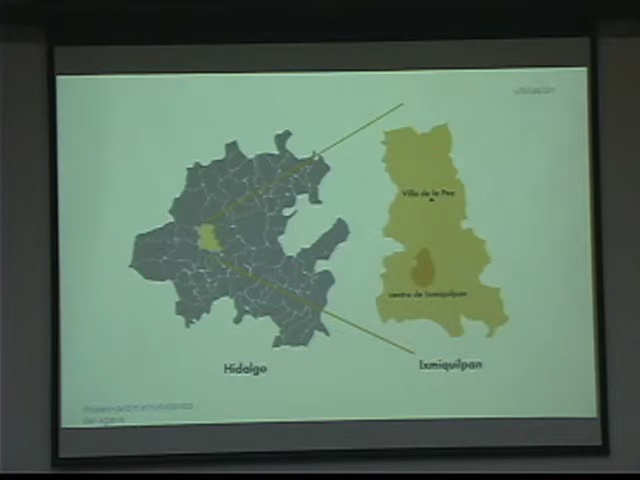 ubicación
Villa de la Paz
centro de Ixmiquilpan
Hidalgo
Ixmiquilpan